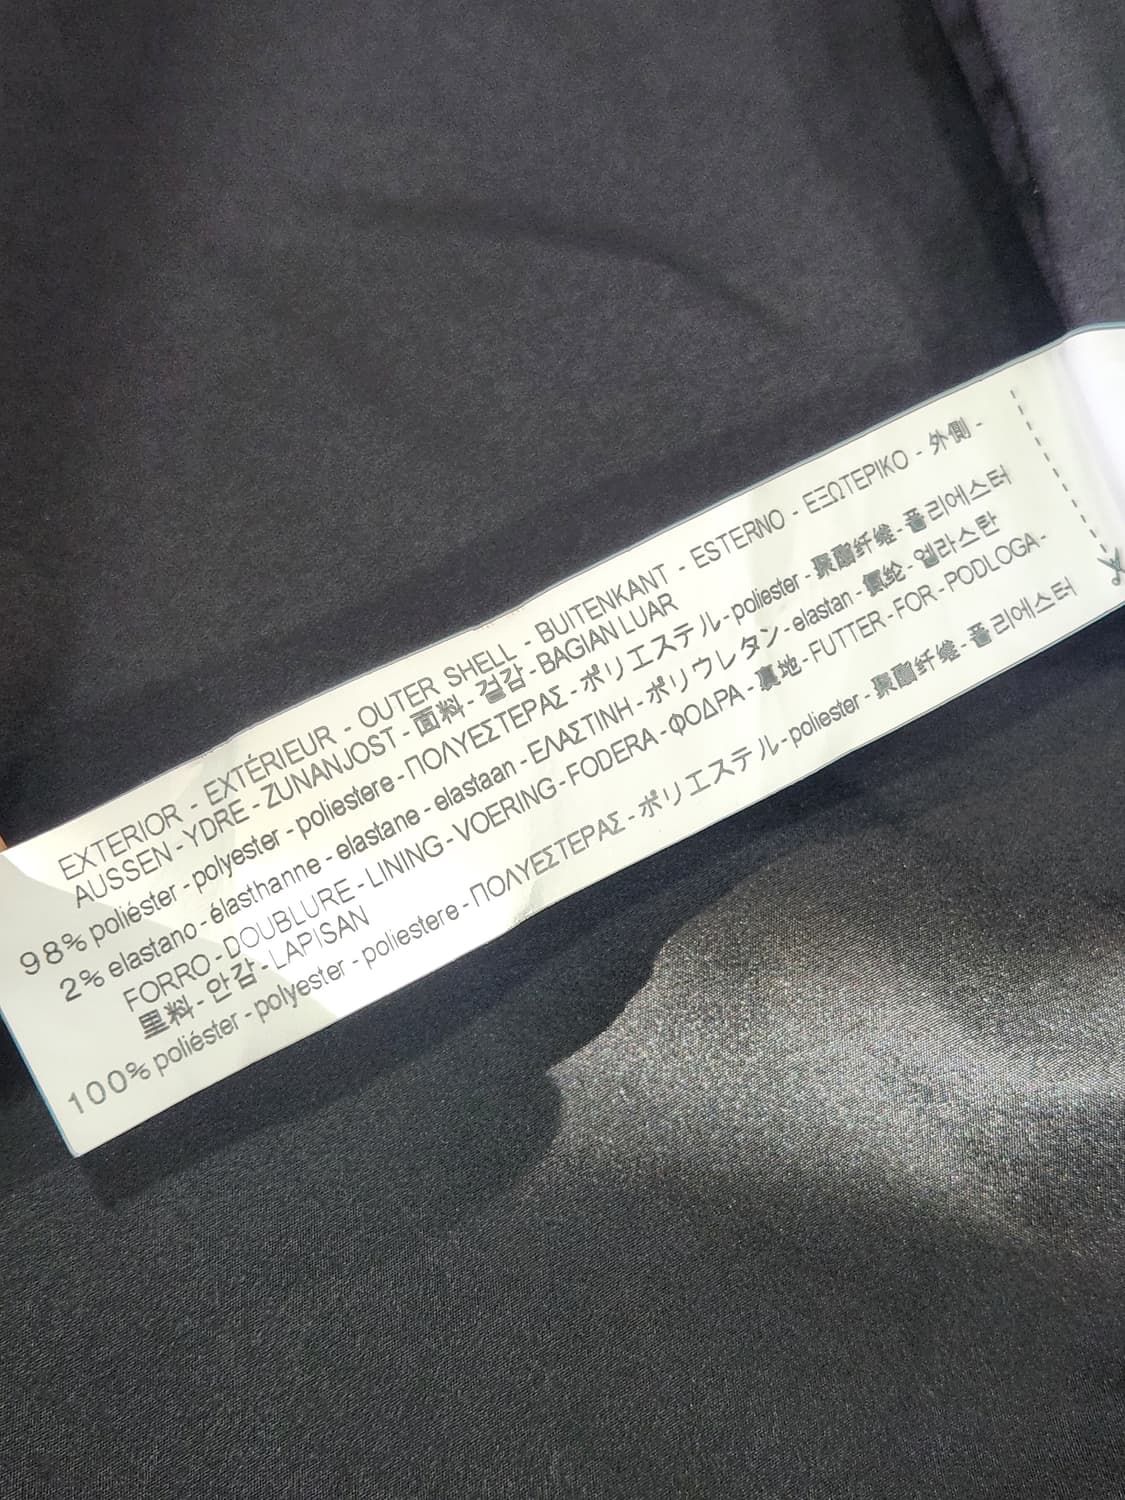 EXTERIOR - EXTÉRIEUR - OUTER SHELL - BUITENKANT - ESTERNO - ΕΞΩΤΕΡΙΚΟ - 外側 -
AUSSEN - YDRE - ZUNANJOST - 面料 - 겉감 - BAGIAN LUAR
98% poliéster - polyester - poliestere - ΠΟΛΥΕΣΤΕΡΑΣ - ポリエステル - poliester - 聚酯纤维 - 폴리에스터
2% elastano - élasthanne - elastane - elastaan - ΕΛΑΣΤΙΝΗ - ポリウレタン - elastan - 氨纶 - 엘라스탄
FORRO - DOUBLURE - LINING - VOERING - FODERA - ΦΟΔΡΑ - 裏地 - FUTTER - FOR - PODLOGA -
里料 - 안감 - LAPISAN
100% poliéster - polyester - poliestere - ΠΟΛΥΕΣΤΕΡΑΣ - ポリエステル - poliester - 聚酯纤维 - 폴리에스터